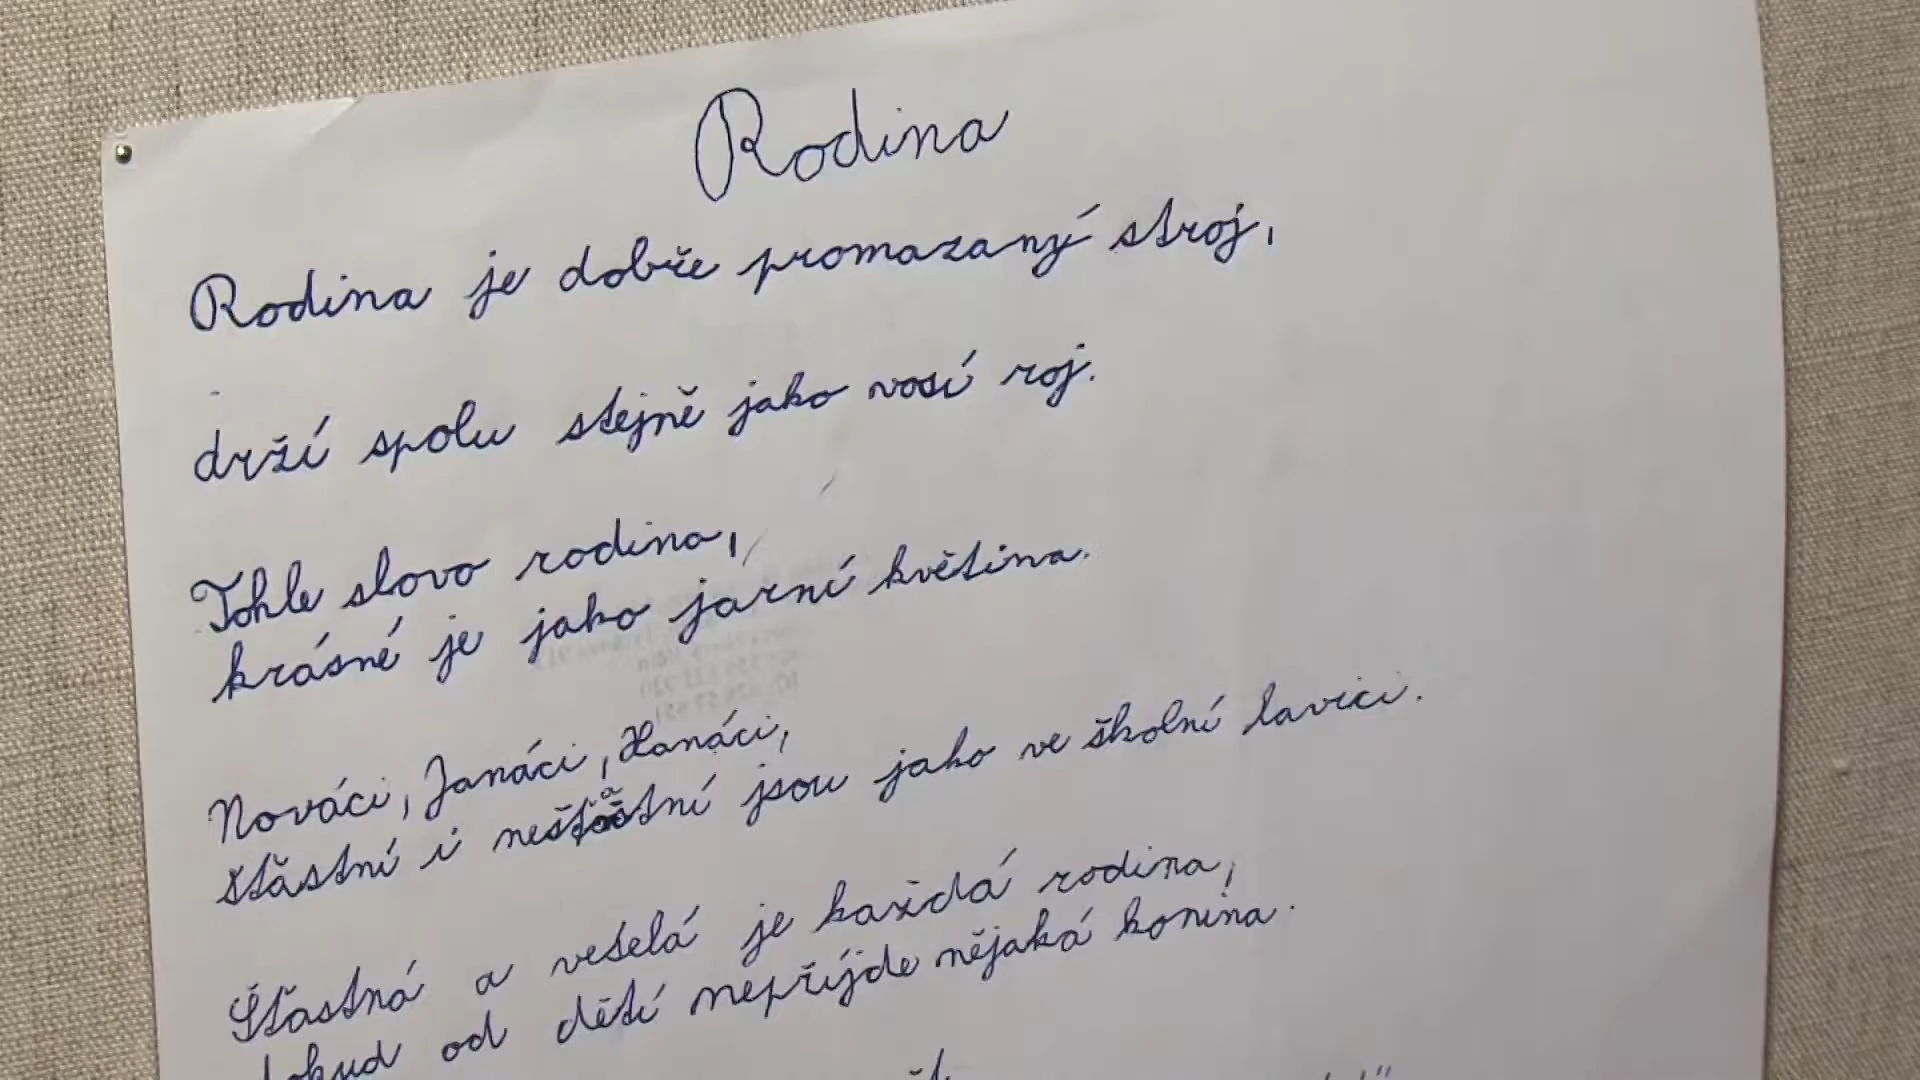 Rodina
Rodina je dobře promazaný stroj,
drží spolu stejně jako vosí roj.
Tohle slovo rodina,
krásné je jako jarní květina.
Nováci, Janáci, Hanáci,
šťastní i nešťastní jsou jako ve školní lavici.
Šťastná a veselá je každá rodina,
dokud od dětí nepřijde nějaká konina.